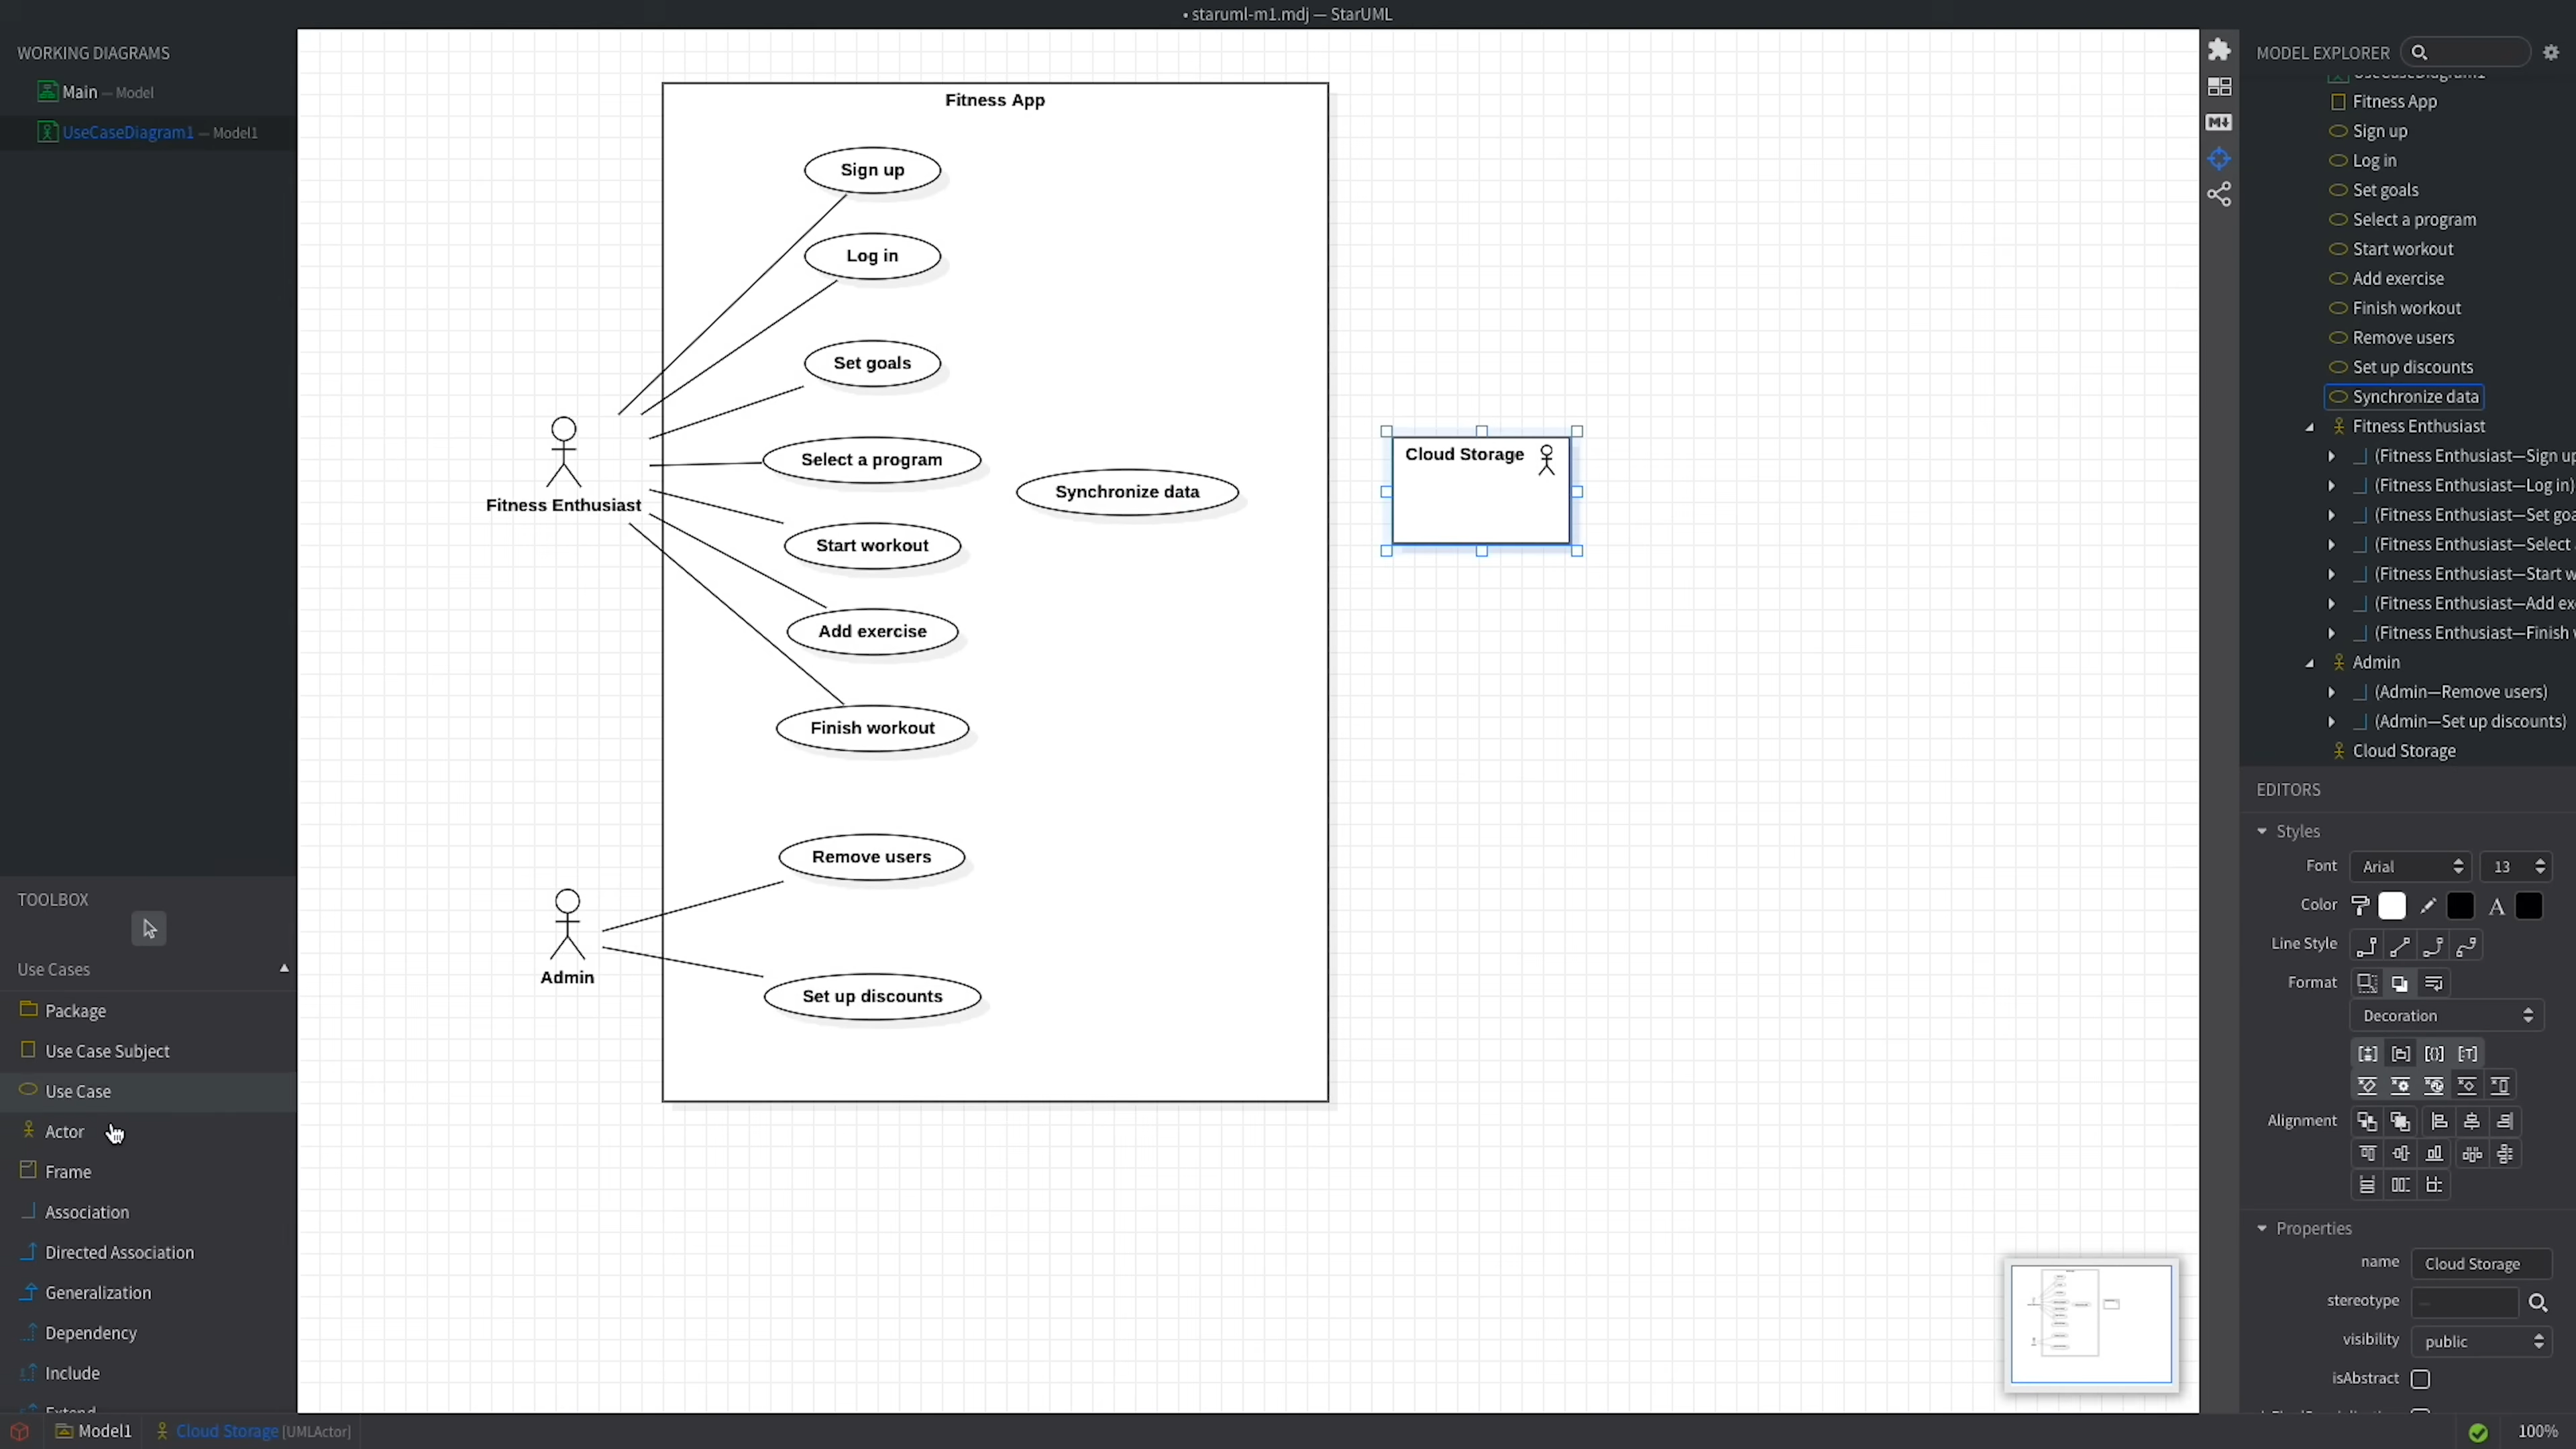 • staruml-m1.mdj — StarUML
WORKING DIAGRAMS
Main — Model
UseCaseDiagram1 — Model1
TOOLBOX
Use Cases
Package
Use Case Subject
Use Case
Actor
Frame
Association
Directed Association
Generalization
Dependency
Include
Extend
Fitness App
Sign up
Log in
Set goals
Select a program
Synchronize data
Start workout
Add exercise
Finish workout
Remove users
Set up discounts
Fitness Enthusiast
Admin
Cloud Storage
MODEL EXPLORER
UseCaseDiagram1
Fitness App
Sign up
Log in
Set goals
Select a program
Start workout
Add exercise
Finish workout
Remove users
Set up discounts
Synchronize data
Fitness Enthusiast
(Fitness Enthusiast—Sign up
(Fitness Enthusiast—Log in)
(Fitness Enthusiast—Set goa
(Fitness Enthusiast—Select
(Fitness Enthusiast—Start w
(Fitness Enthusiast—Add ex
(Fitness Enthusiast—Finish
Admin
(Admin—Remove users)
(Admin—Set up discounts)
Cloud Storage
EDITORS
Styles
Font Arial 13
Color A
Line Style
Format
Decoration
Alignment
Properties
name Cloud Storage
stereotype
visibility public
isAbstract
Model1 Cloud Storage [UMLActor]
100%